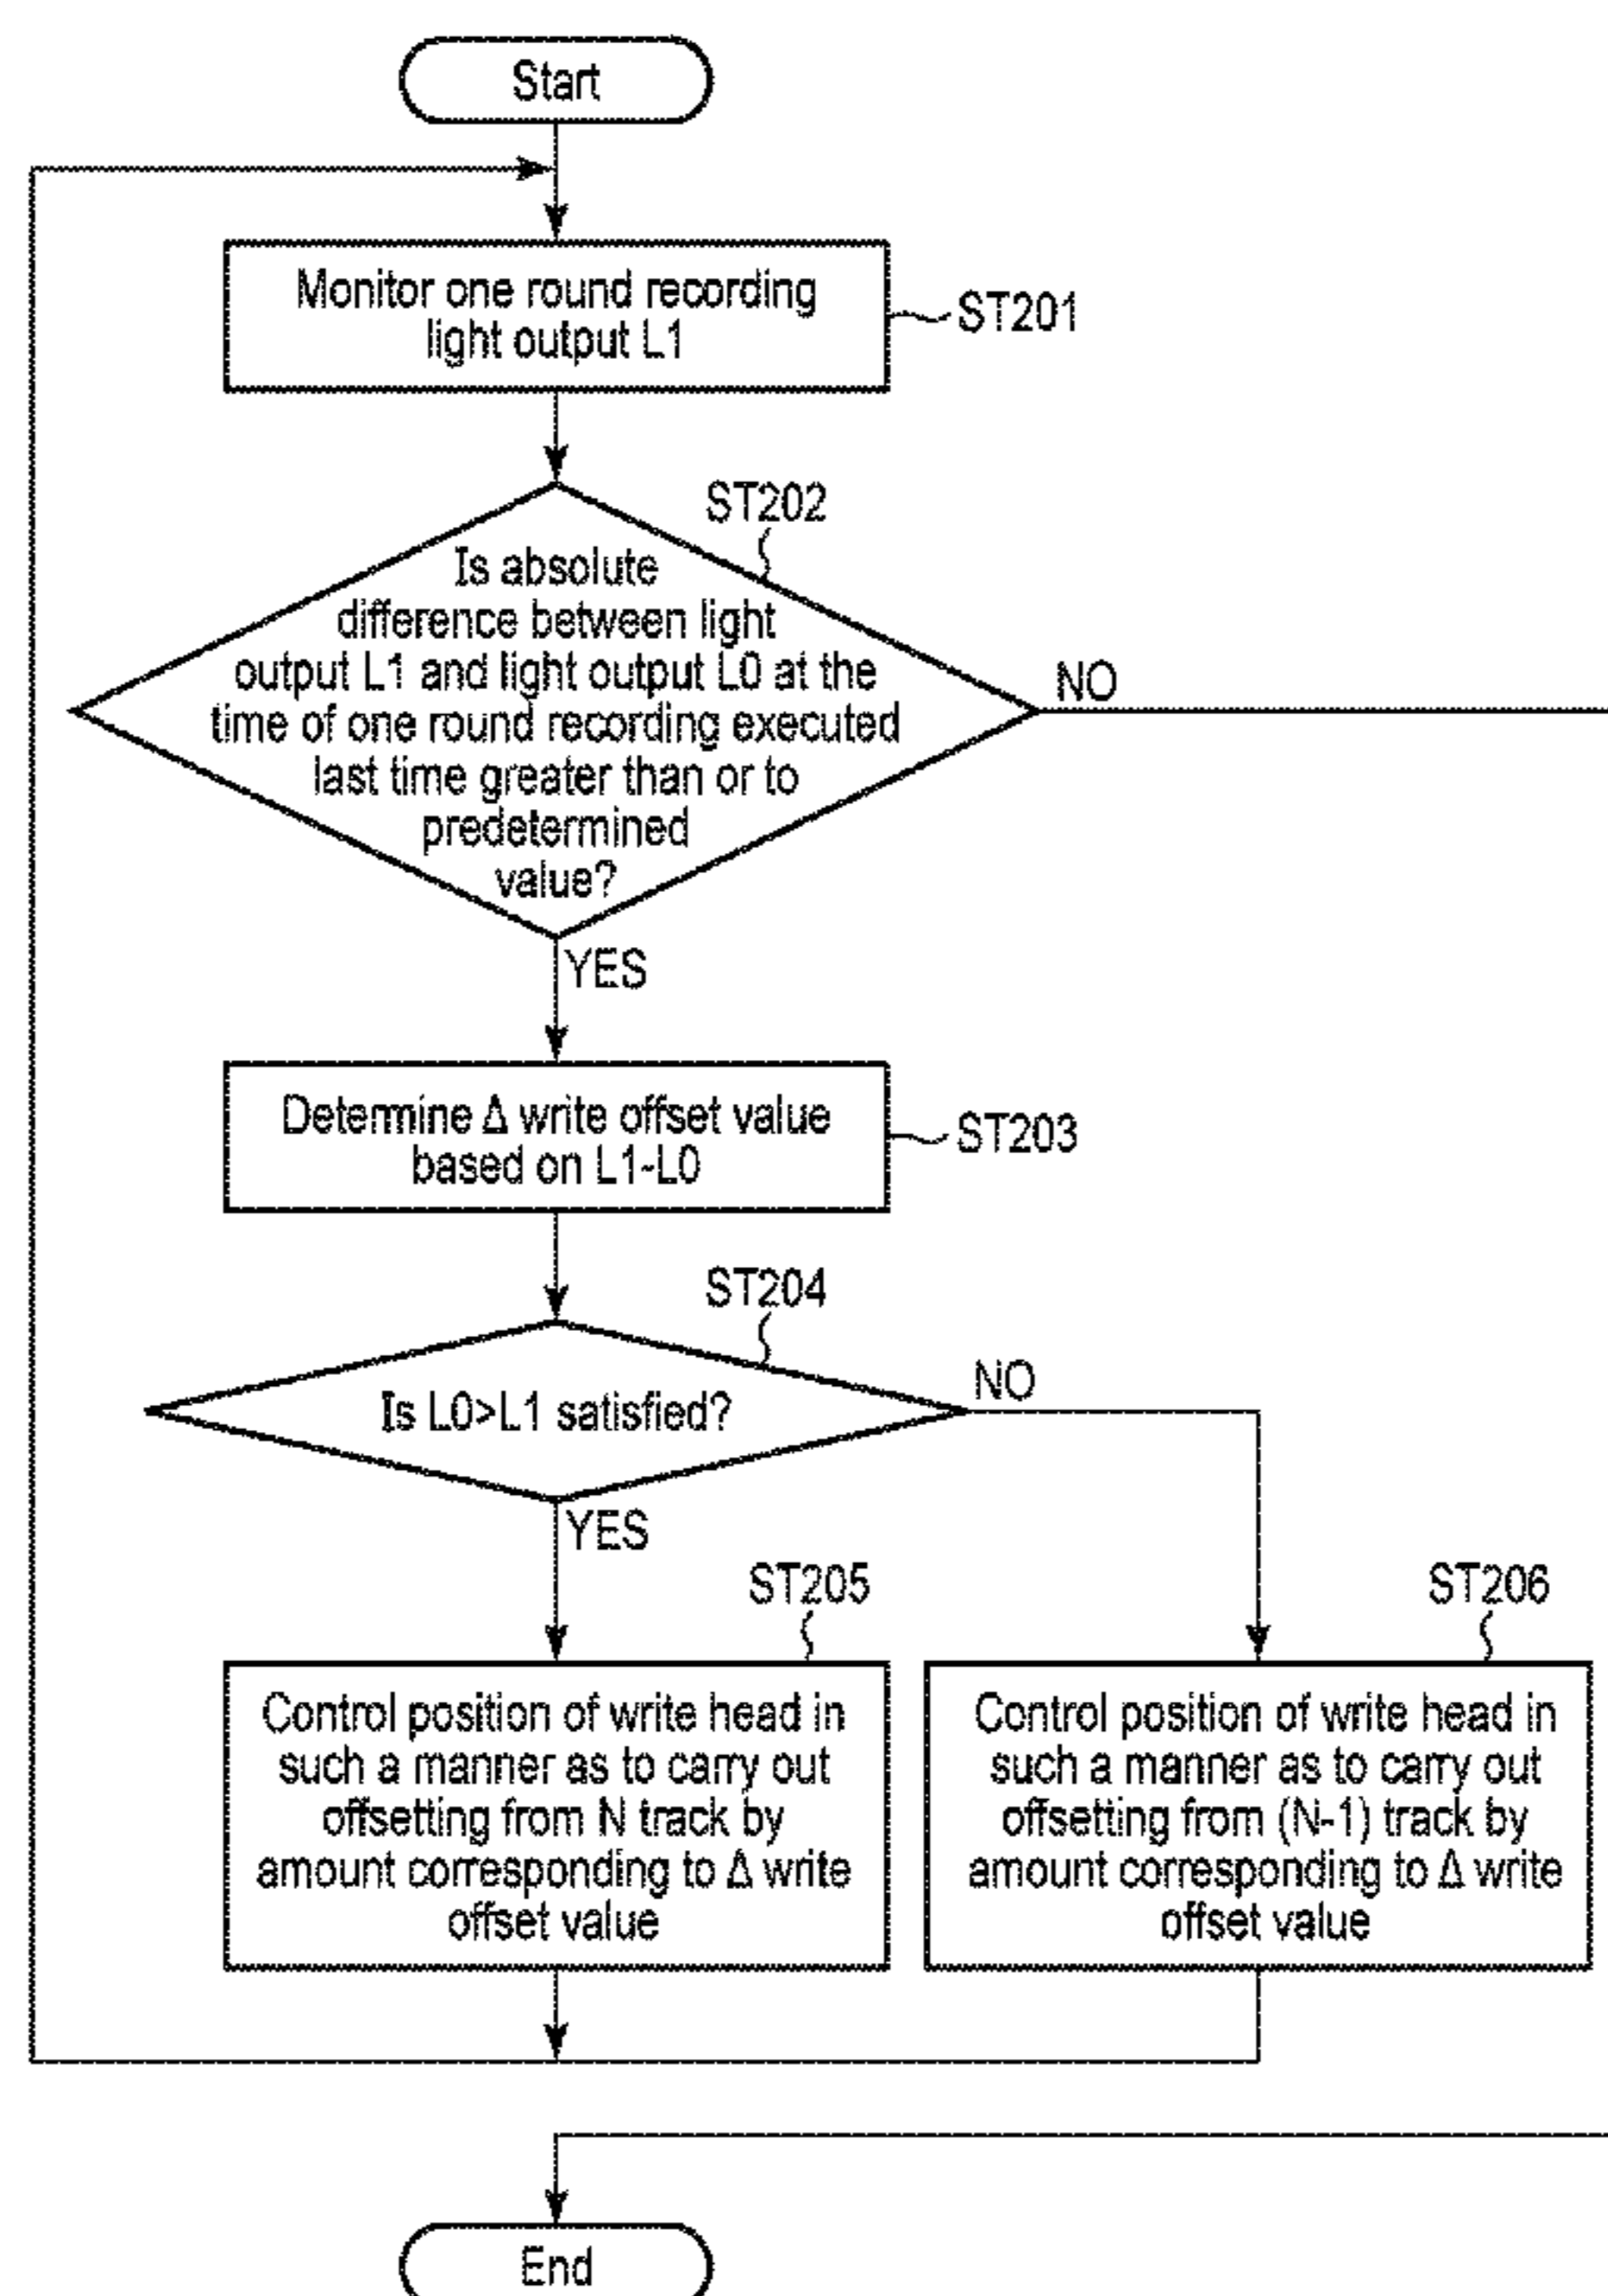 Start
Monitor one round recording
light output L1
ST201
ST202
Is absolute
difference between light
output L1 and light output L0 at the
time of one round recording executed
last time greater than or to
predetermined
value?
NO
YES
Determine Δ write offset value
based on L1-L0
ST203
ST204
Is L0>L1 satisfied?
NO
YES
ST205
Control position of write head in
such a manner as to carry out
offsetting from N track by
amount corresponding to Δ write
offset value
ST206
Control position of write head in
such a manner as to carry out
offsetting from (N-1) track by
amount corresponding to Δ write
offset value
End